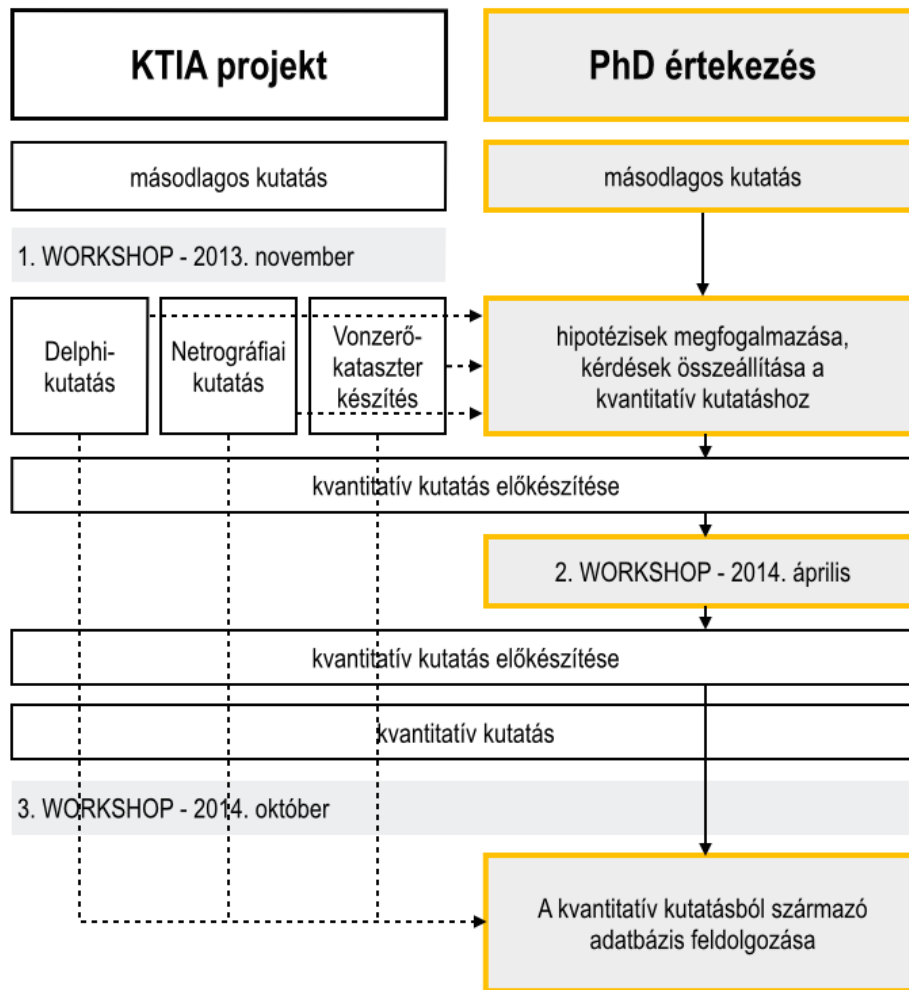 KTIA projekt
PhD értekezés
másodlagos kutatás
másodlagos kutatás
1. WORKSHOP - 2013. november
Delphi-
kutatás
Netrográfiai
kutatás
Vonzerő-
kataszter
készítés
hipotézisek megfogalmazása,
kérdések összeállítása a
kvantitatív kutatáshoz
kvantitatív kutatás előkészítése
2. WORKSHOP - 2014. április
kvantitatív kutatás előkészítése
kvantitatív kutatás
3. WORKSHOP - 2014. október
A kvantitatív kutatásból származó
adatbázis feldolgozása